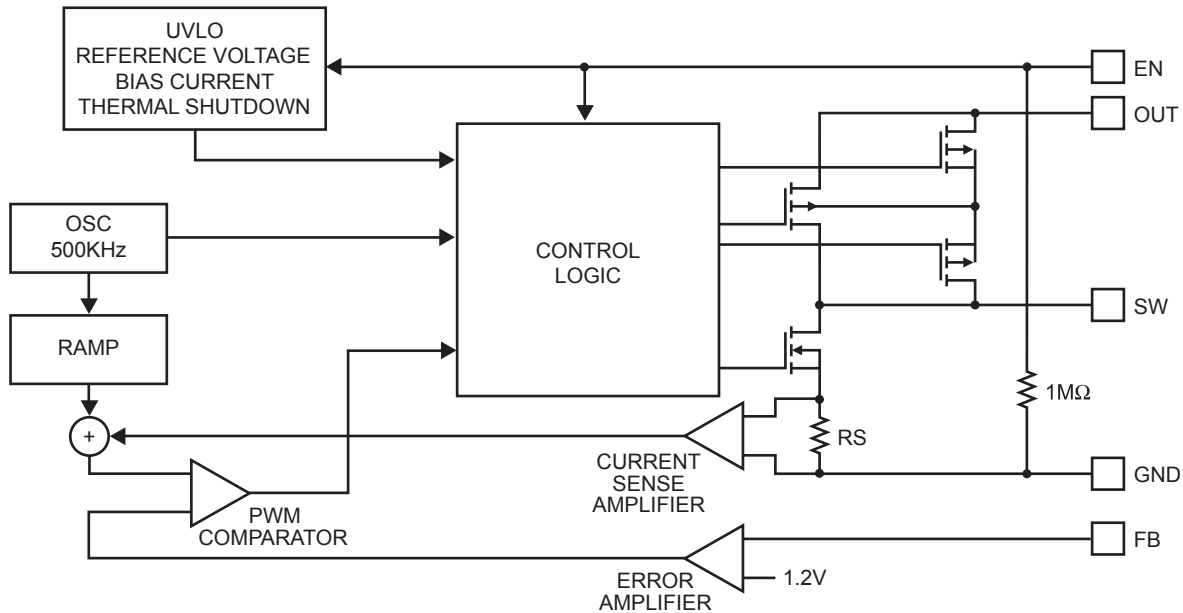 UVLO
REFERENCE VOLTAGE
BIAS CURRENT
THERMAL SHUTDOWN
EN
OUT
OSC
500KHz
CONTROL
LOGIC
SW
RAMP
1MΩ
+
RS
CURRENT
SENSE
AMPLIFIER
GND
PWM
COMPARATOR
FB
1.2V
ERROR
AMPLIFIER